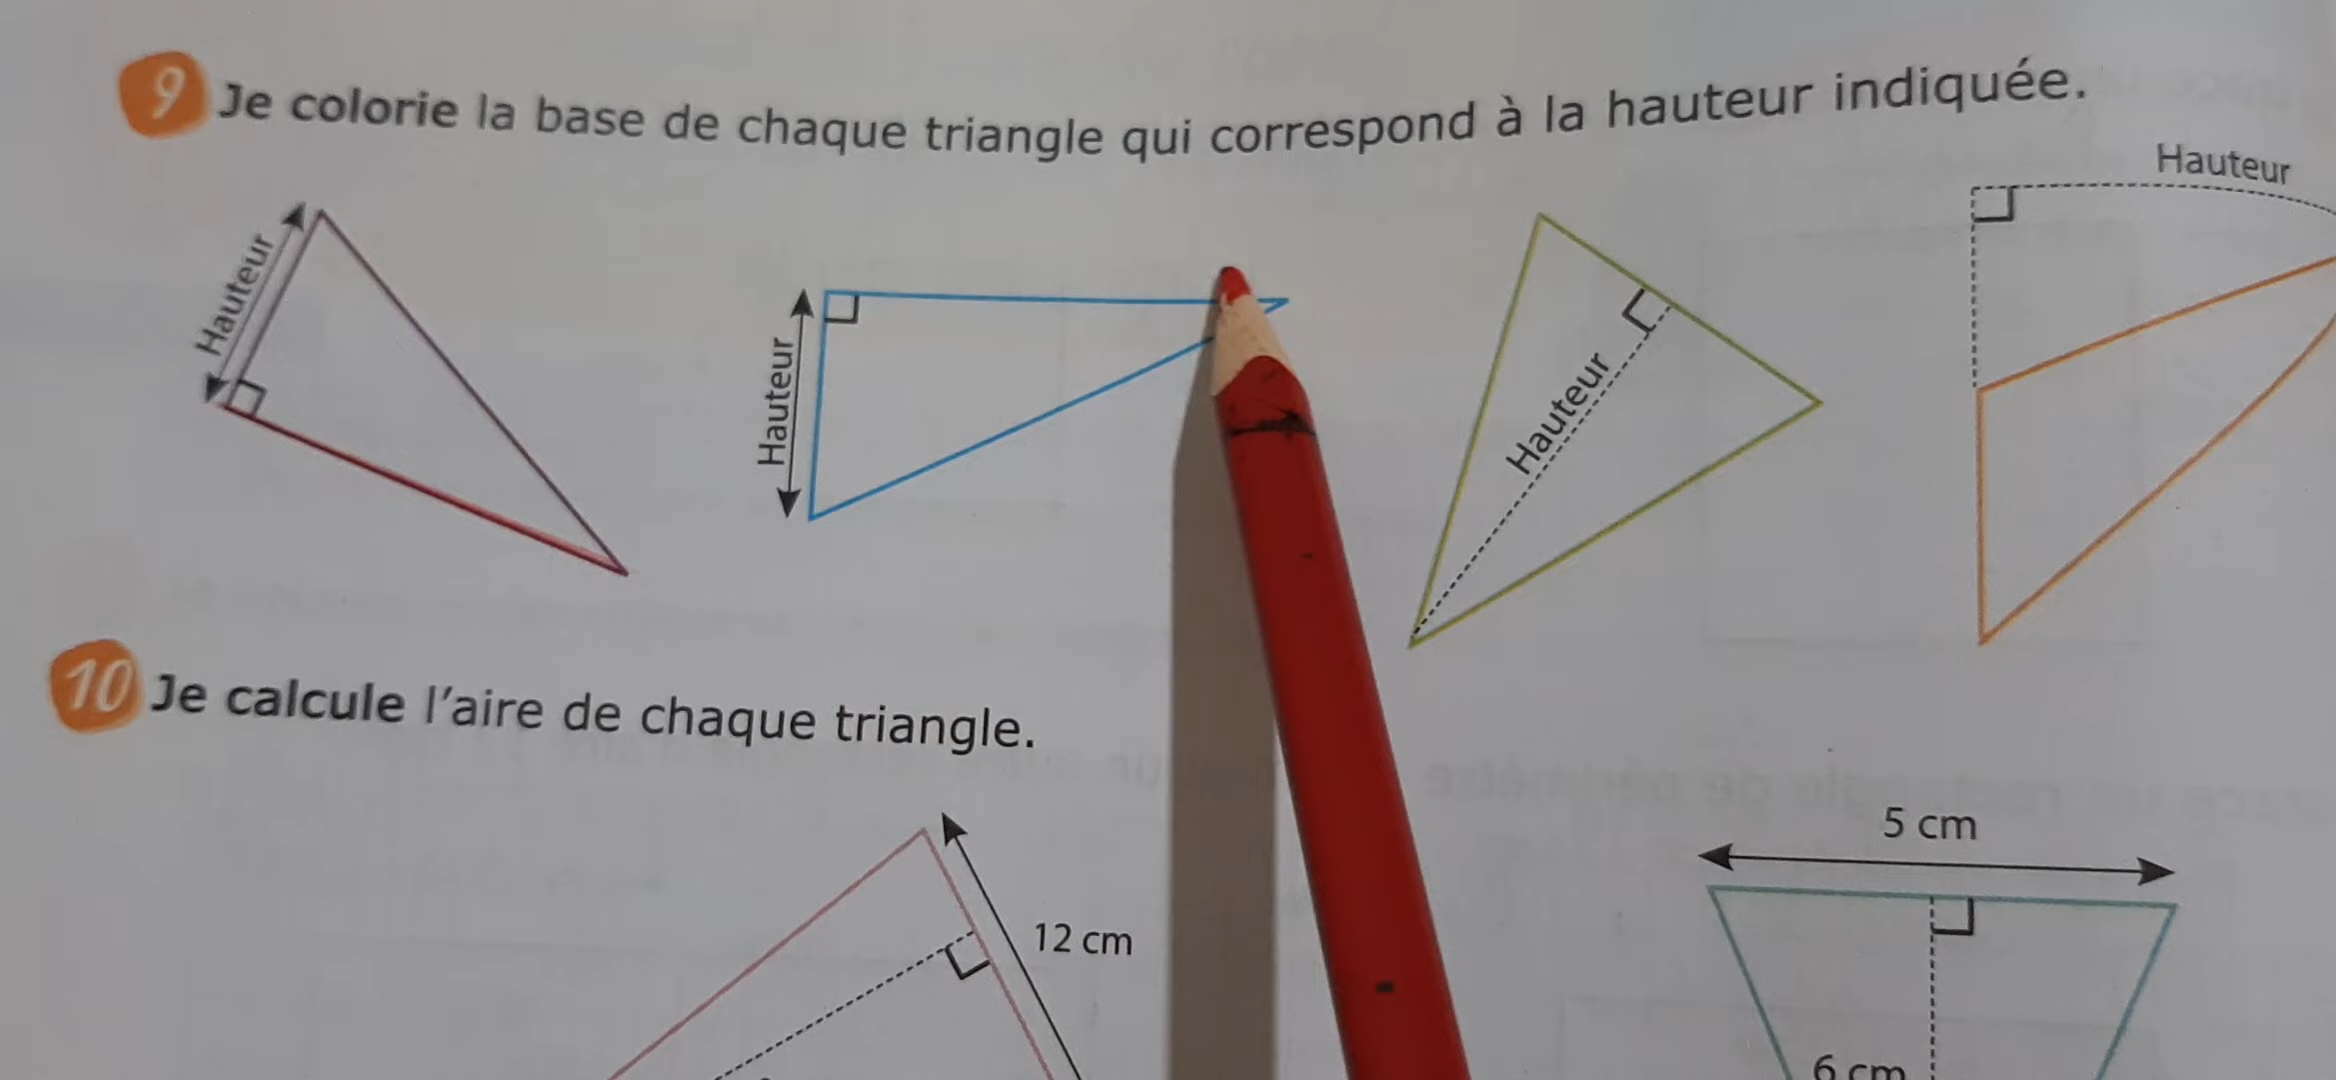 9 Je colorie la base de chaque triangle qui correspond à la hauteur indiquée.
Hauteur
Hauteur
Hauteur
Hauteur
10 Je calcule l'aire de chaque triangle.
12 cm
5 cm
6 cm